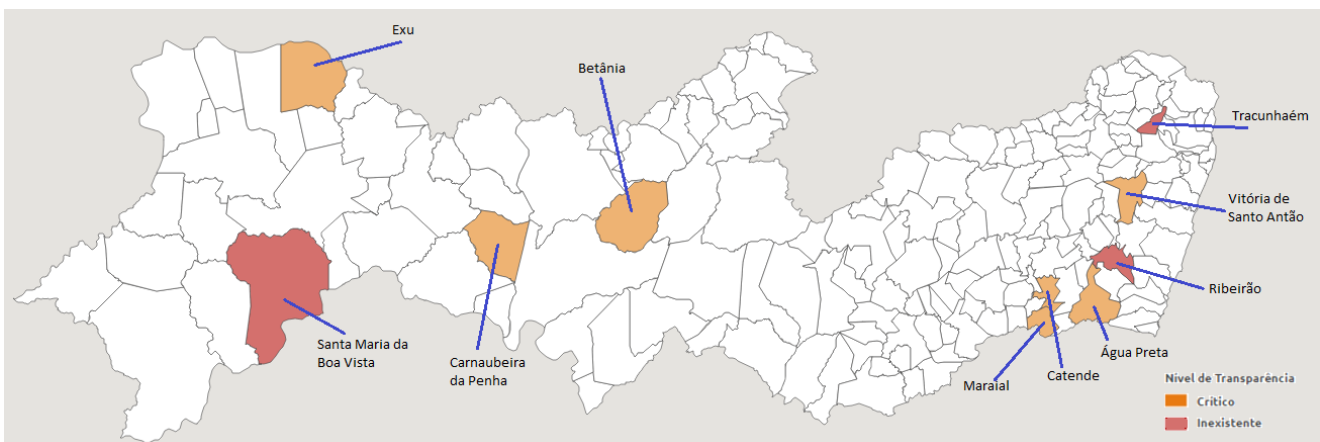 Exu
Betânia
Tracunhaém
Vitória de
Santo Antão
Ribeirão
Santa Maria da
Boa Vista
Carnaubeira
da Penha
Água Preta
Catende
Maraial
Nível de Transparência
Crítico
Inexistente